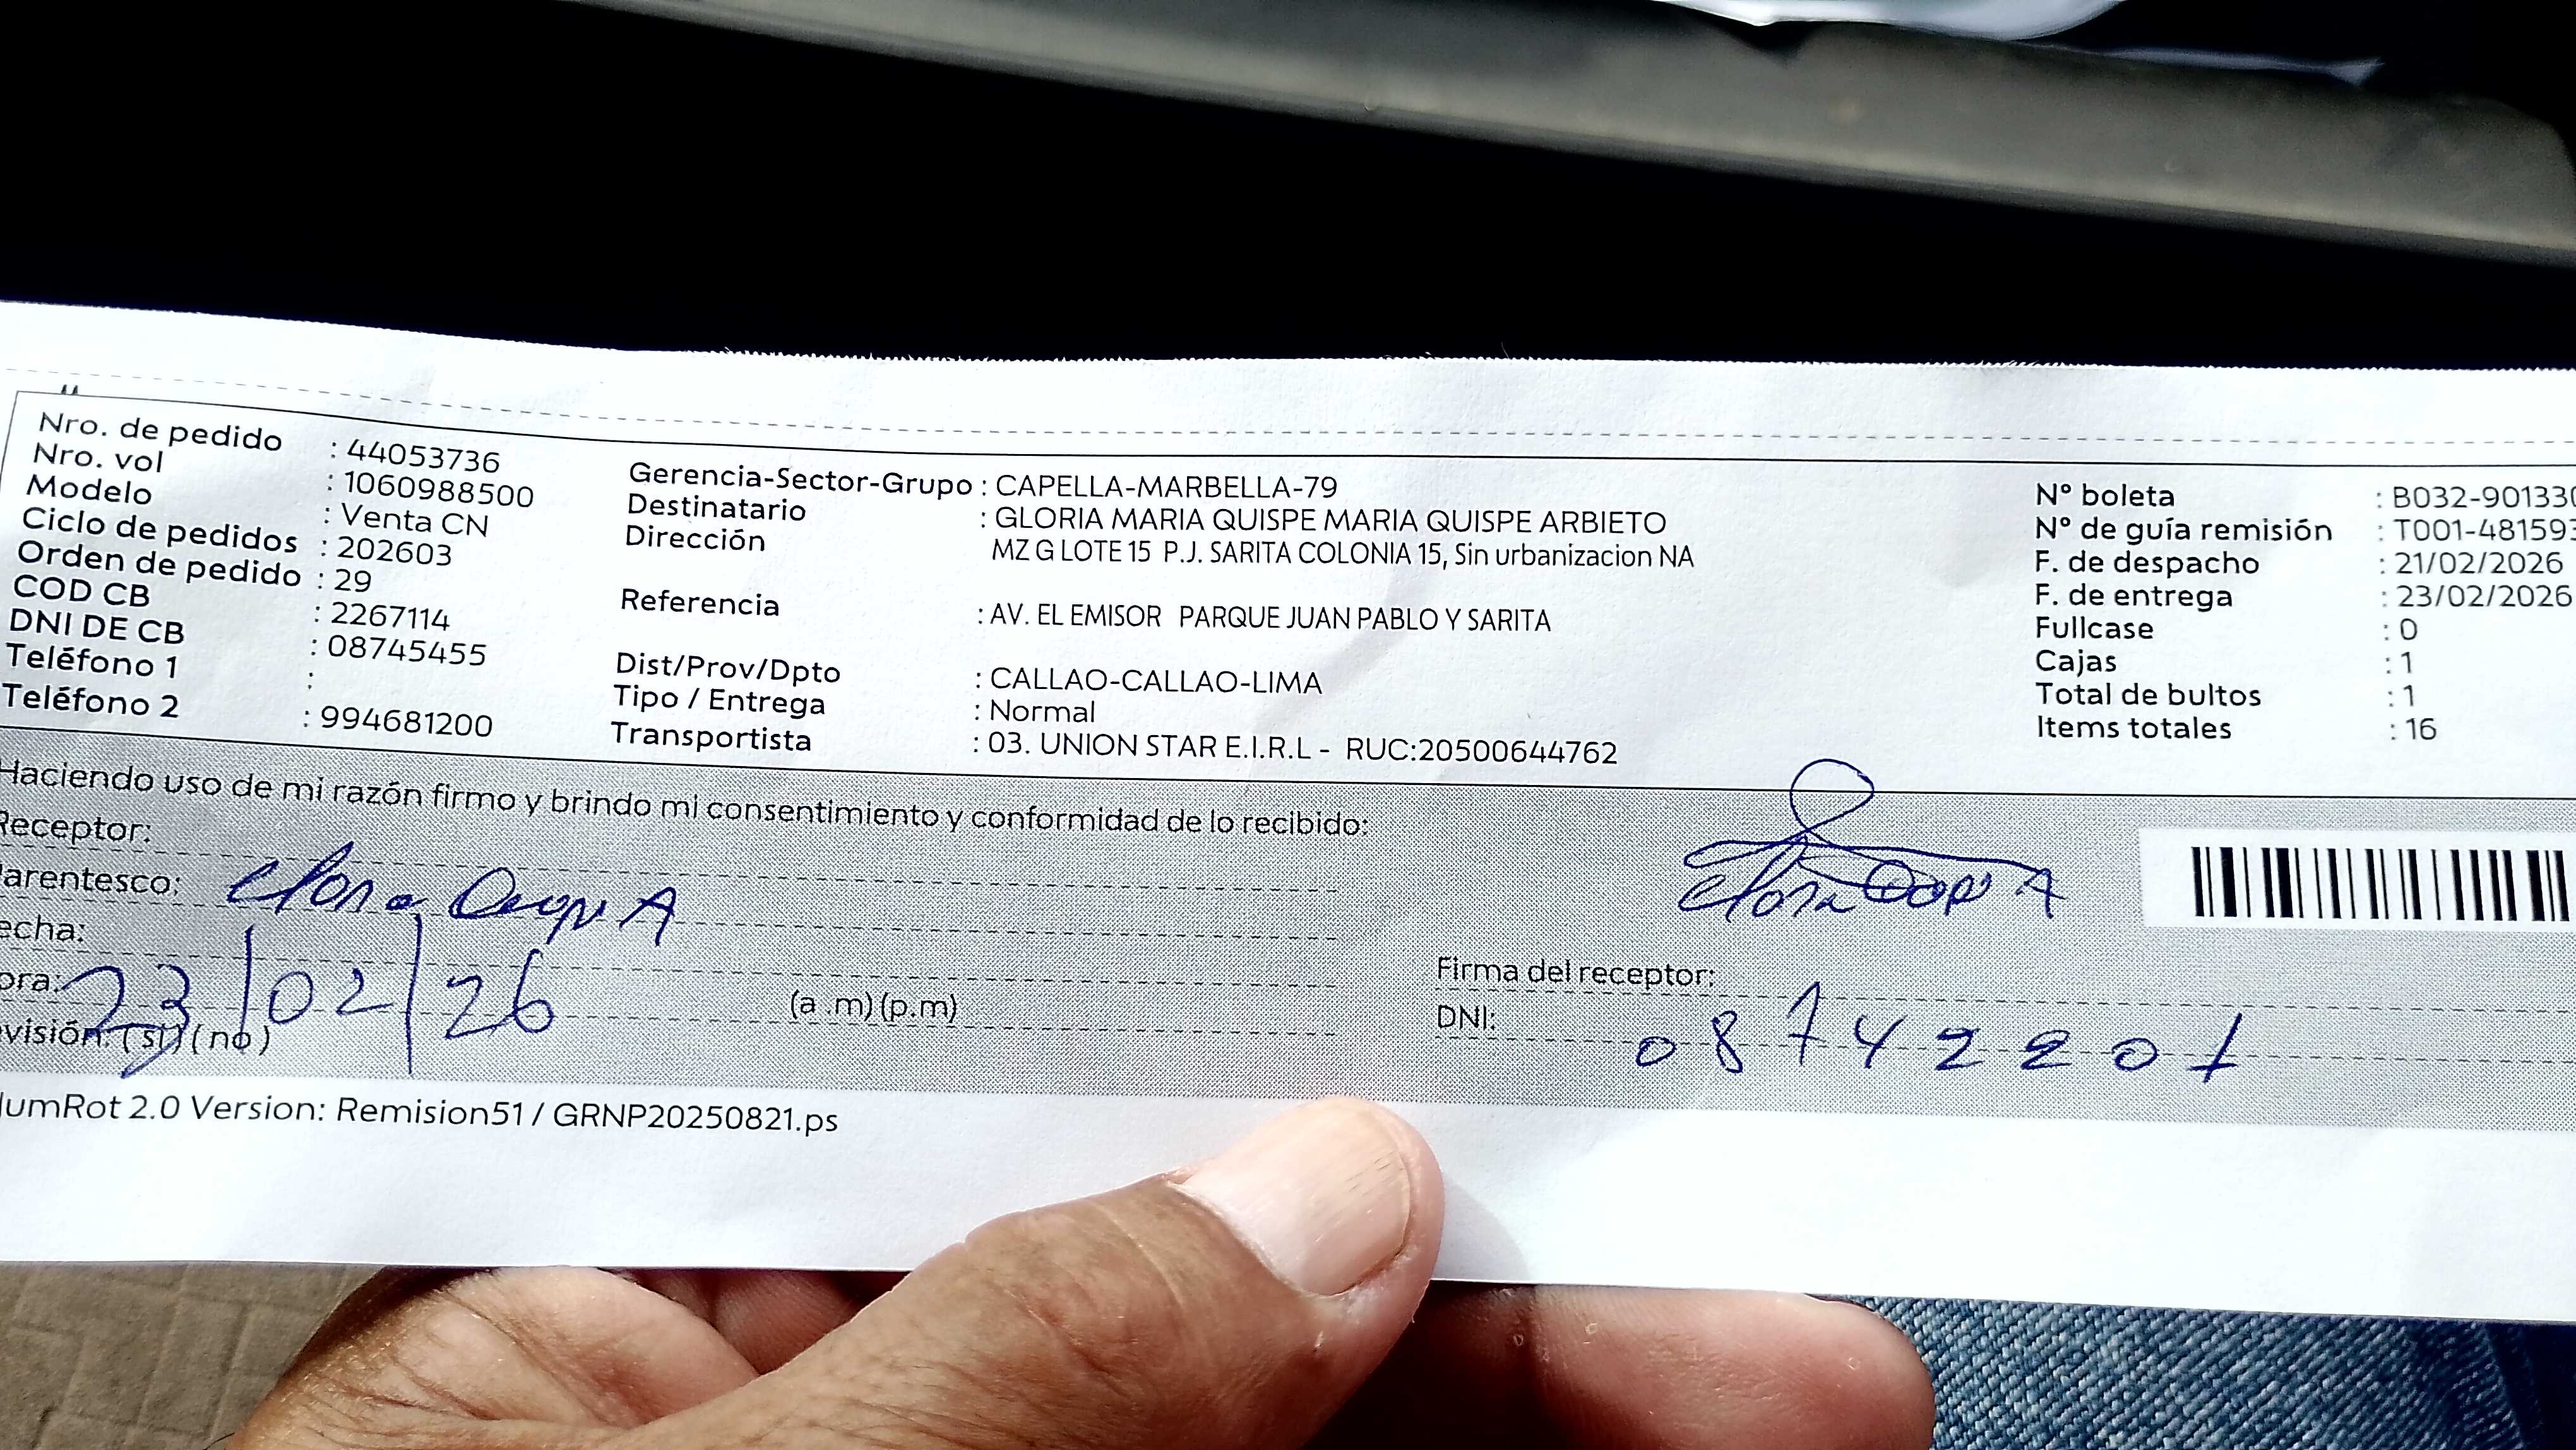 Nro. de pedido : 44053736
Nro. vol : 1060988500
Modelo : Venta CN
Ciclo de pedidos : 202603
Orden de pedido : 29
COD CB : 2267114
DNI DE CB : 08745455
Teléfono 1 :
Teléfono 2 : 994681200
Gerencia-Sector-Grupo : CAPELLA-MARBELLA-79
Destinatario : GLORIA MARIA QUISPE MARIA QUISPE ARBIETO
Dirección MZ G LOTE 15 P.J. SARITA COLONIA 15, Sin urbanizacion NA
Referencia : AV. EL EMISOR PARQUE JUAN PABLO Y SARITA
Dist/Prov/Dpto : CALLAO-CALLAO-LIMA
Tipo / Entrega : Normal
Transportista : 03. UNION STAR E.I.R.L - RUC:20500644762
Nº boleta : B032-901330
Nº de guía remisión : T001-481593
F. de despacho : 21/02/2026
F. de entrega : 23/02/2026
Fullcase : 0
Cajas : 1
Total de bultos : 1
Items totales : 16
Haciendo uso de mi razón firmo y brindo mi consentimiento y conformidad de lo recibido:
Receptor:
arentesco:
echa:
23/02/26
ora: (a .m) (p.m)
visión: ( si ) ( no )
Firma del receptor:
DNI: 08742201
umRot 2.0 Version: Remision51 / GRNP20250821.ps